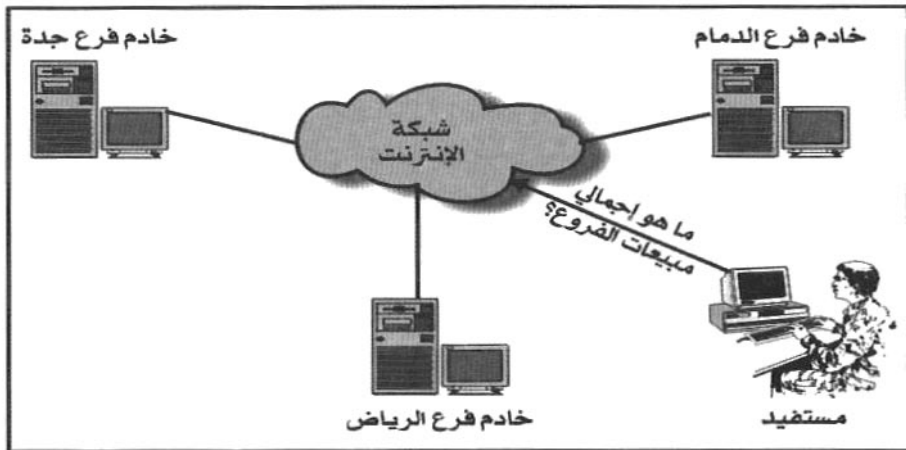 خادم فرع الدمام
خادم فرع جدة
شبكة
الإنترنت
ما هو إجمالي
مبيعات الفروع؟
مستفيد
خادم فرع الرياض